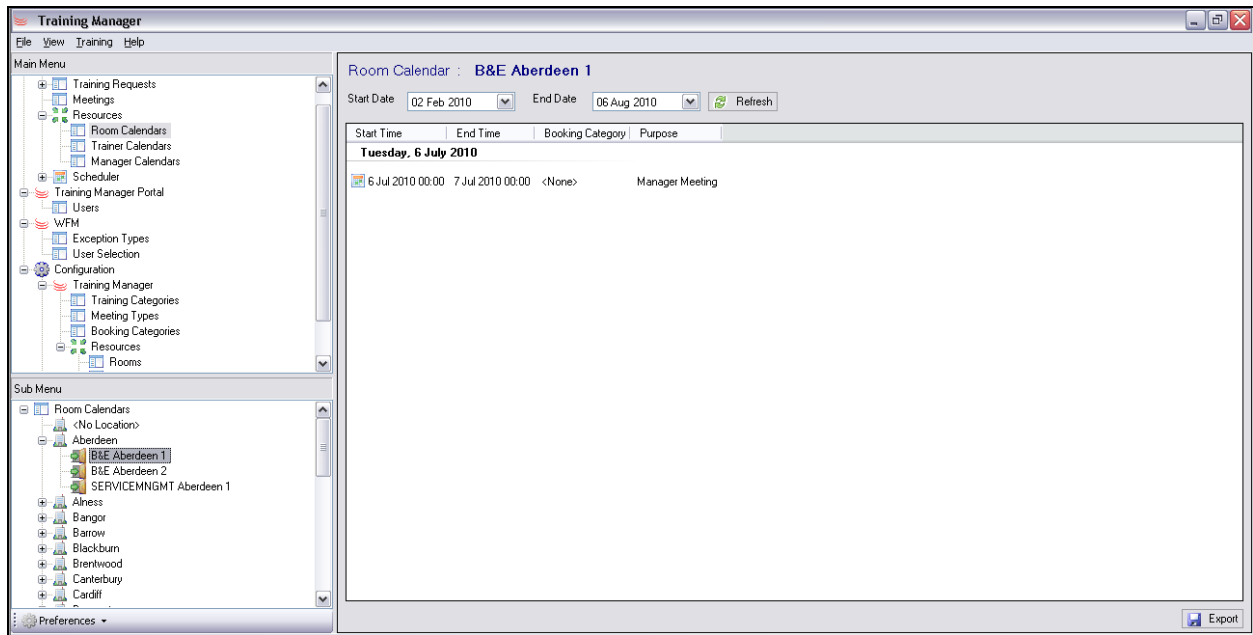 Training Manager
File View Training Help
Main Menu
Training Requests
Meetings
Resources
Room Calendars
Trainer Calendars
Manager Calendars
Scheduler
Training Manager Portal
Users
WFM
Exception Types
User Selection
Configuration
Training Manager
Training Categories
Meeting Types
Booking Categories
Resources
Rooms
Sub Menu
Room Calendars
<No Location>
Aberdeen
B&E Aberdeen 1
B&E Aberdeen 2
SERVICEMNGMT Aberdeen 1
Alness
Bangor
Barrow
Blackburn
Brentwood
Canterbury
Cardiff
Preferences
Room Calendar : B&E Aberdeen 1
Start Date 02 Feb 2010 End Date 06 Aug 2010 Refresh
Start Time End Time Booking Category Purpose
Tuesday, 6 July 2010
6 Jul 2010 00:00 7 Jul 2010 00:00 <None> Manager Meeting
Export